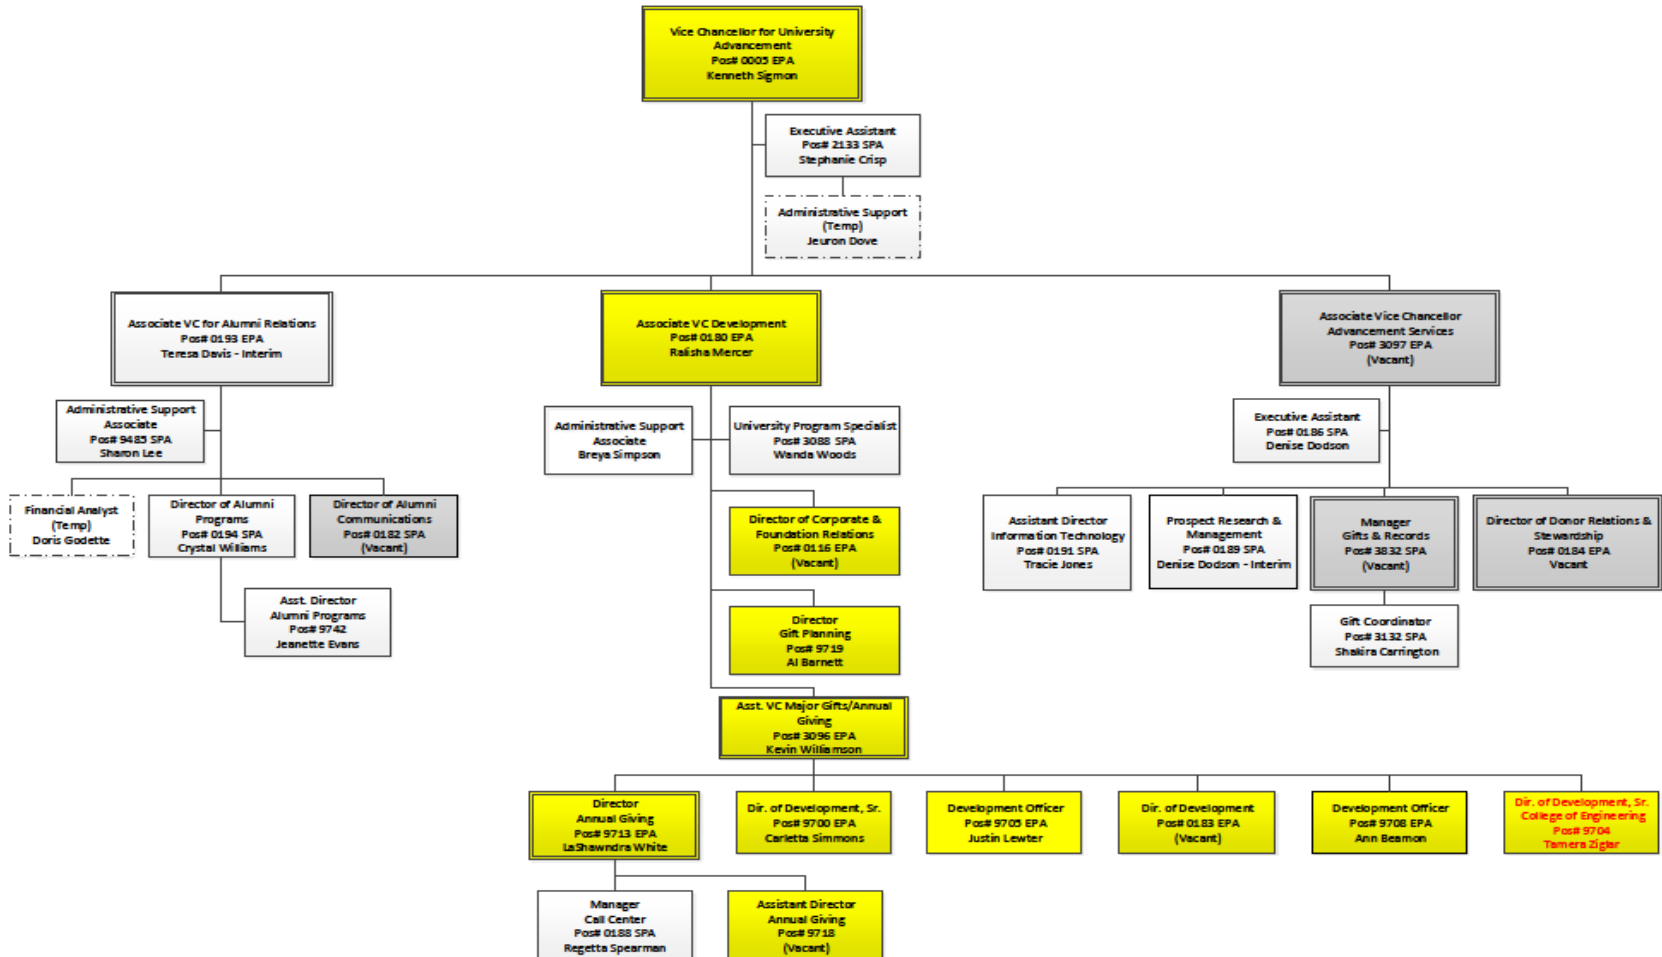 Vice Chancellor for University
Advancement
Pos# 0005 EPA
Kenneth Sigmon
Executive Assistant
Pos# 2133 SPA
Stephanie Crisp
Administrative Support
(Temp)
Jeuron Dove
Associate VC for Alumni Relations
Pos# 0193 EPA
Teresa Davis - Interim
Associate VC Development
Pos# 0180 EPA
Ralisha Mercer
Associate Vice Chancellor
Advancement Services
Pos# 3097 EPA
(Vacant)
Administrative Support
Associate
Pos# 9485 SPA
Sharon Lee
Administrative Support
Associate
Breya Simpson
University Program Specialist
Pos# 3088 SPA
Wanda Woods
Executive Assistant
Pos# 0186 SPA
Denise Dodson
Financial Analyst
(Temp)
Doris Godette
Director of Alumni
Programs
Pos# 0194 SPA
Crystal Williams
Director of Alumni
Communications
Pos# 0182 SPA
(Vacant)
Director of Corporate &
Foundation Relations
Pos# 0116 EPA
(Vacant)
Assistant Director
Information Technology
Pos# 0191 SPA
Tracie Jones
Prospect Research &
Management
Pos# 0189 SPA
Denise Dodson - Interim
Manager
Gifts & Records
Pos# 3832 SPA
(Vacant)
Director of Donor Relations &
Stewardship
Pos# 0184 EPA
Vacant
Asst. Director
Alumni Programs
Pos# 9742
Jeanette Evans
Director
Gift Planning
Pos# 9719
Al Barnett
Gift Coordinator
Pos# 3132 SPA
Shakira Carrington
Asst. VC Major Gifts/Annual
Giving
Pos# 3096 EPA
Kevin Williamson
Director
Annual Giving
Pos# 9713 EPA
LaShawndra White
Dir. of Development, Sr.
Pos# 9700 EPA
Carletta Simmons
Development Officer
Pos# 9705 EPA
Justin Lewter
Dir. of Development
Pos# 0183 EPA
(Vacant)
Development Officer
Pos# 9708 EPA
Ann Beamon
Dir. of Development, Sr.
College of Engineering
Pos# 9704
Tamera Ziglar
Manager
Call Center
Pos# 0188 SPA
Regetta Spearman
Assistant Director
Annual Giving
Pos# 9718
(Vacant)